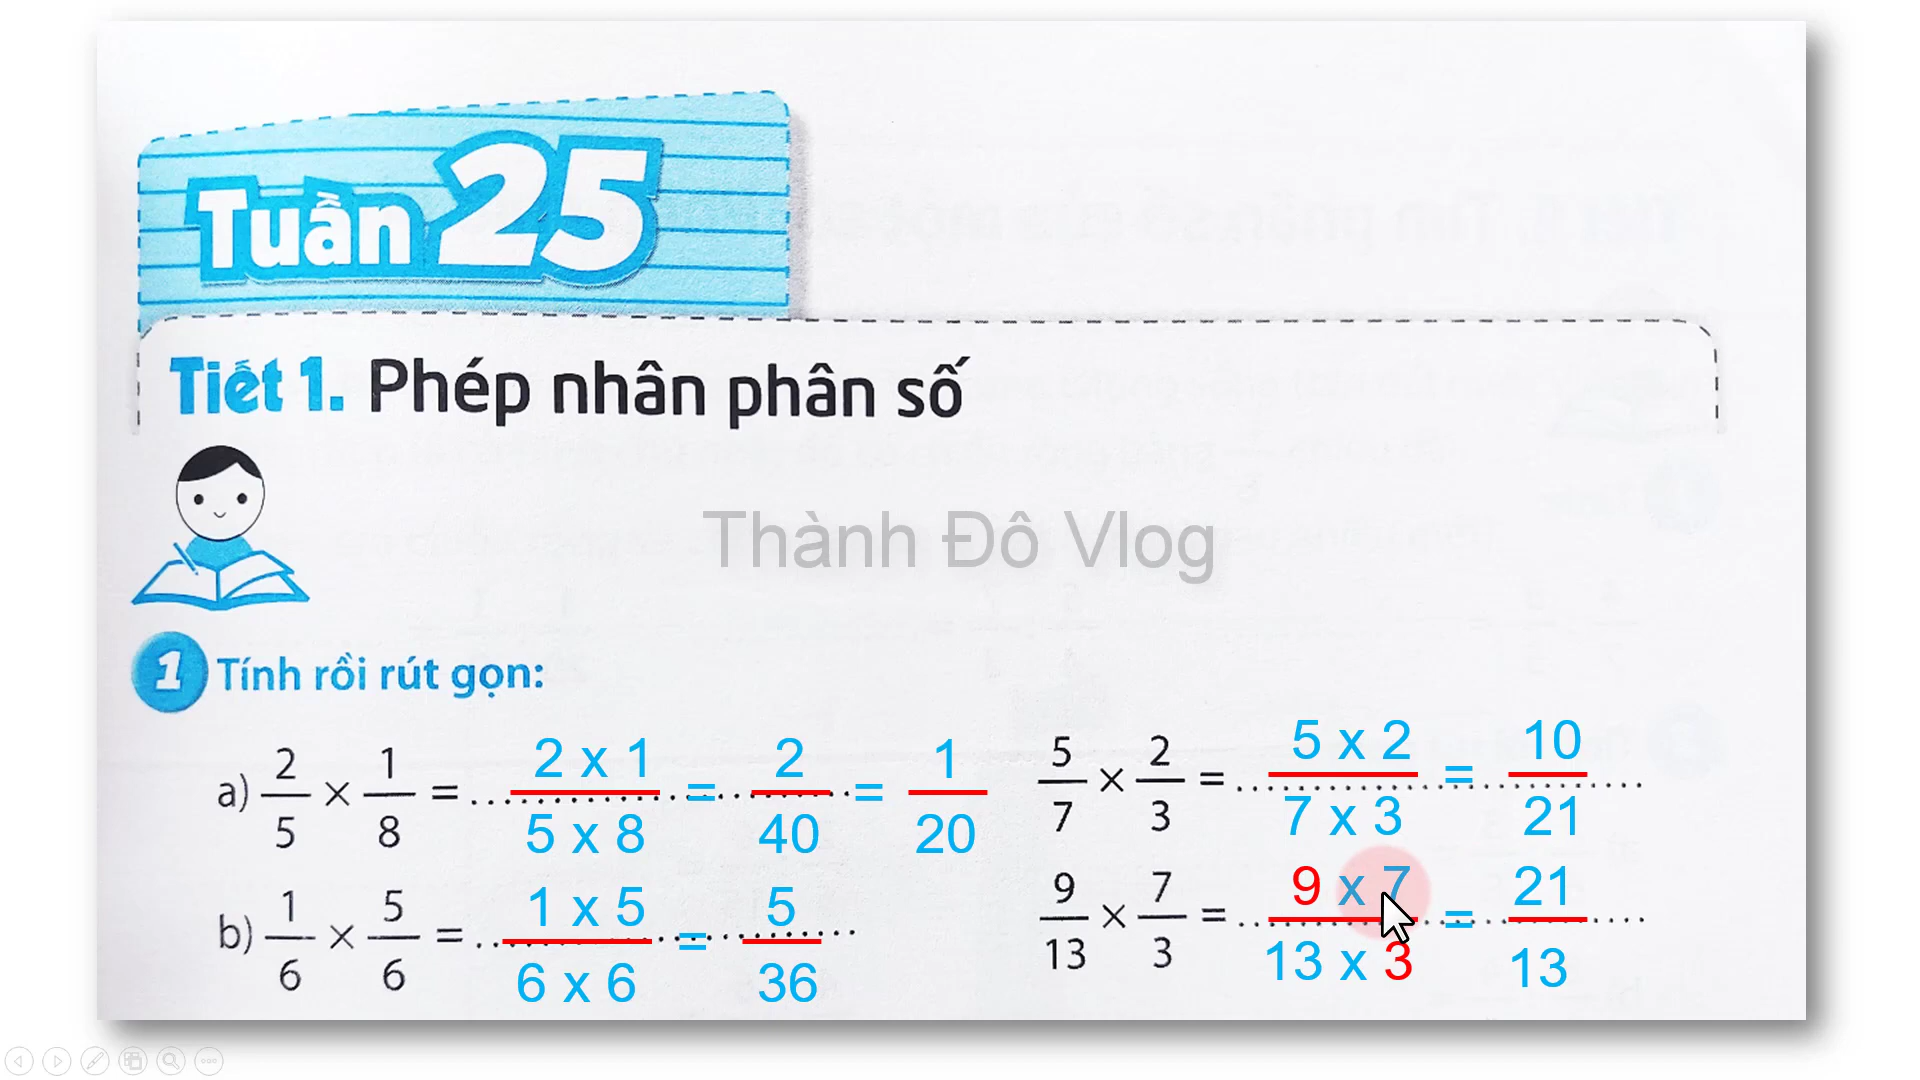 Tuần 25
Tiết 1. Phép nhân phân số
Thành Đô Vlog
1 Tính rồi rút gọn:
a) 2/5 × 1/8 = 2 x 1 / 5 x 8 = 2/40 = 1/20
5/7 × 2/3 = 5 x 2 / 7 x 3 = 10/21
b) 1/6 × 5/6 = 1 x 5 / 6 x 6 = 5/36
9/13 × 7/3 = 9 x 7 / 13 x 3 = 21/13